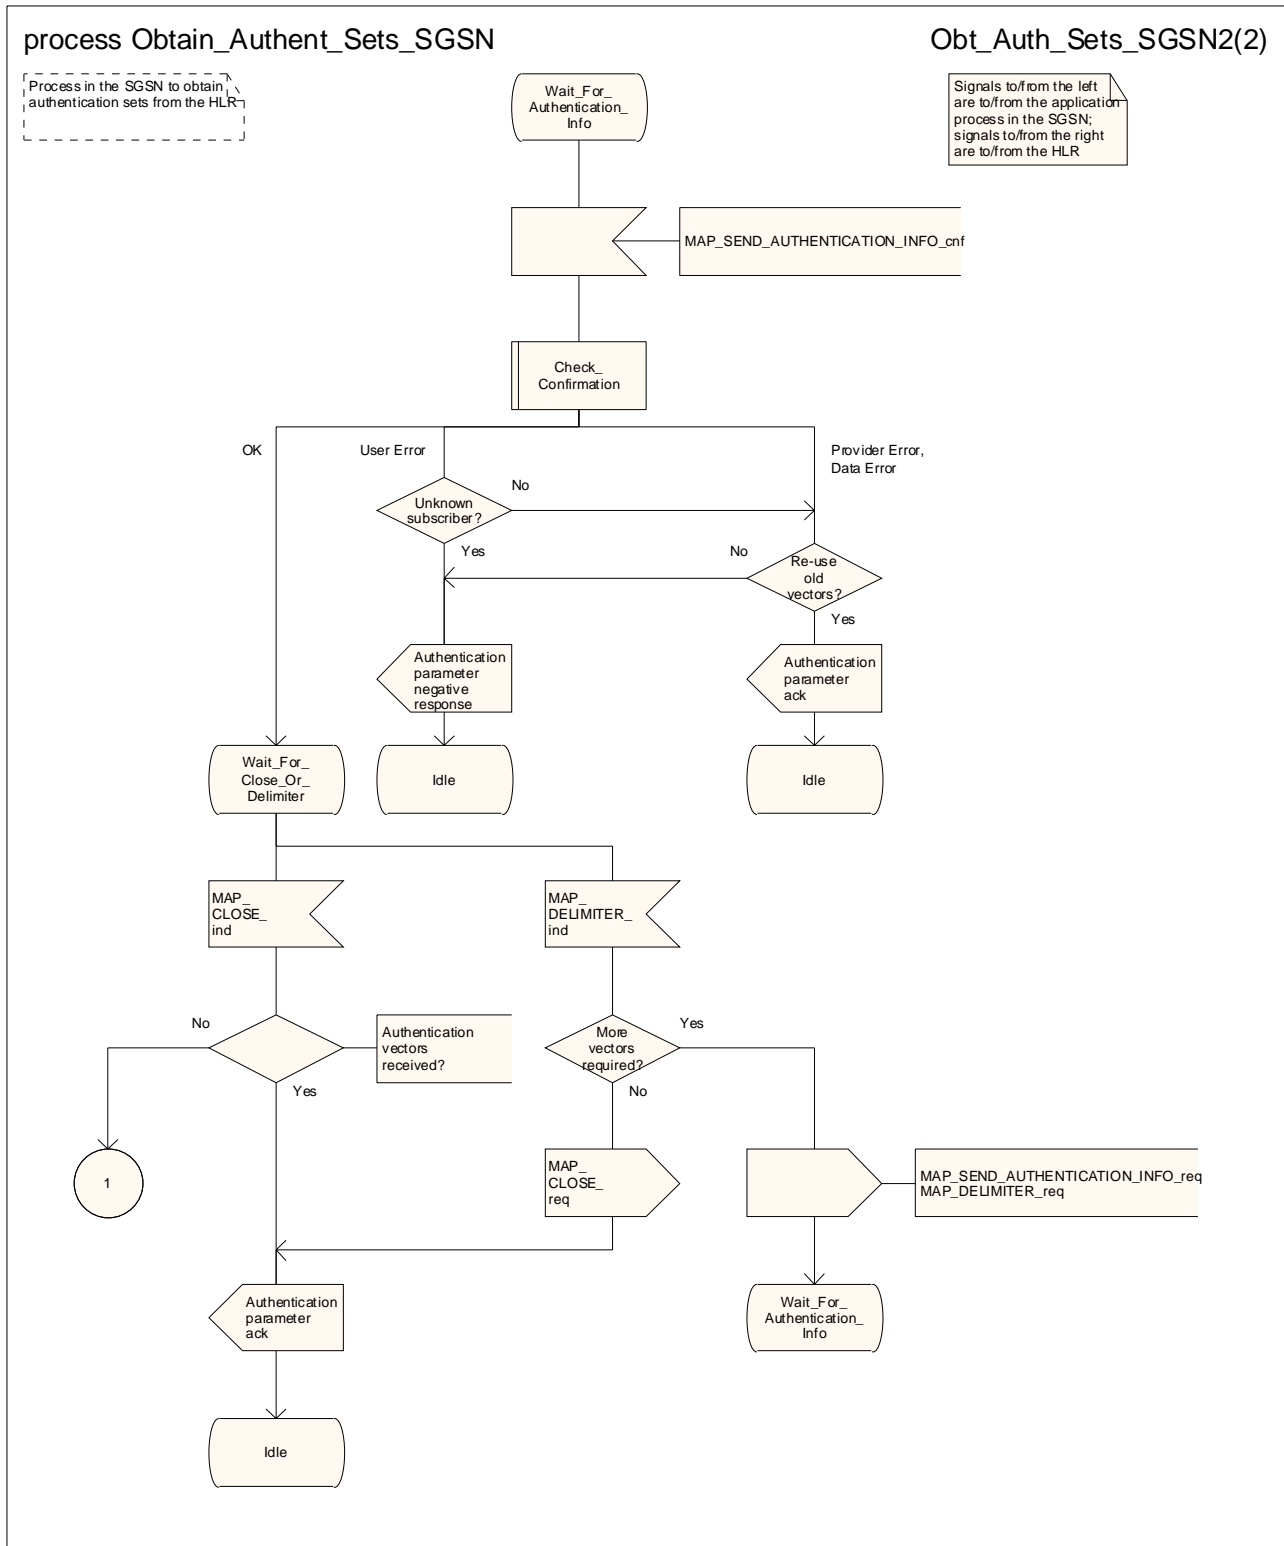 process Obtain_Authent_Sets_SGSN
Obt_Auth_Sets_SGSN2(2)
Process in the SGSN to obtain
authentication sets from the HLR
Wait_For_
Authentication_
Info
Signals to/from the left
are to/from the application
process in the SGSN;
signals to/from the right
are to/from the HLR
MAP_SEND_AUTHENTICATION_INFO_cnf
Check_
Confirmation
OK
User Error
Provider Error,
Data Error
Unknown
subscriber?
No
Yes
No
Re-use
old
vectors?
Yes
Authentication
parameter
negative
response
Authentication
parameter
ack
Wait_For_
Close_Or_
Delimiter
Idle
Idle
MAP_
CLOSE_
ind
MAP_
DELIMITER_
ind
No
Authentication
vectors
received?
Yes
More
vectors
required?
Yes
No
1
MAP_
CLOSE_
req
MAP_SEND_AUTHENTICATION_INFO_req
MAP_DELIMITER_req
Authentication
parameter
ack
Wait_For_
Authentication_
Info
Idle